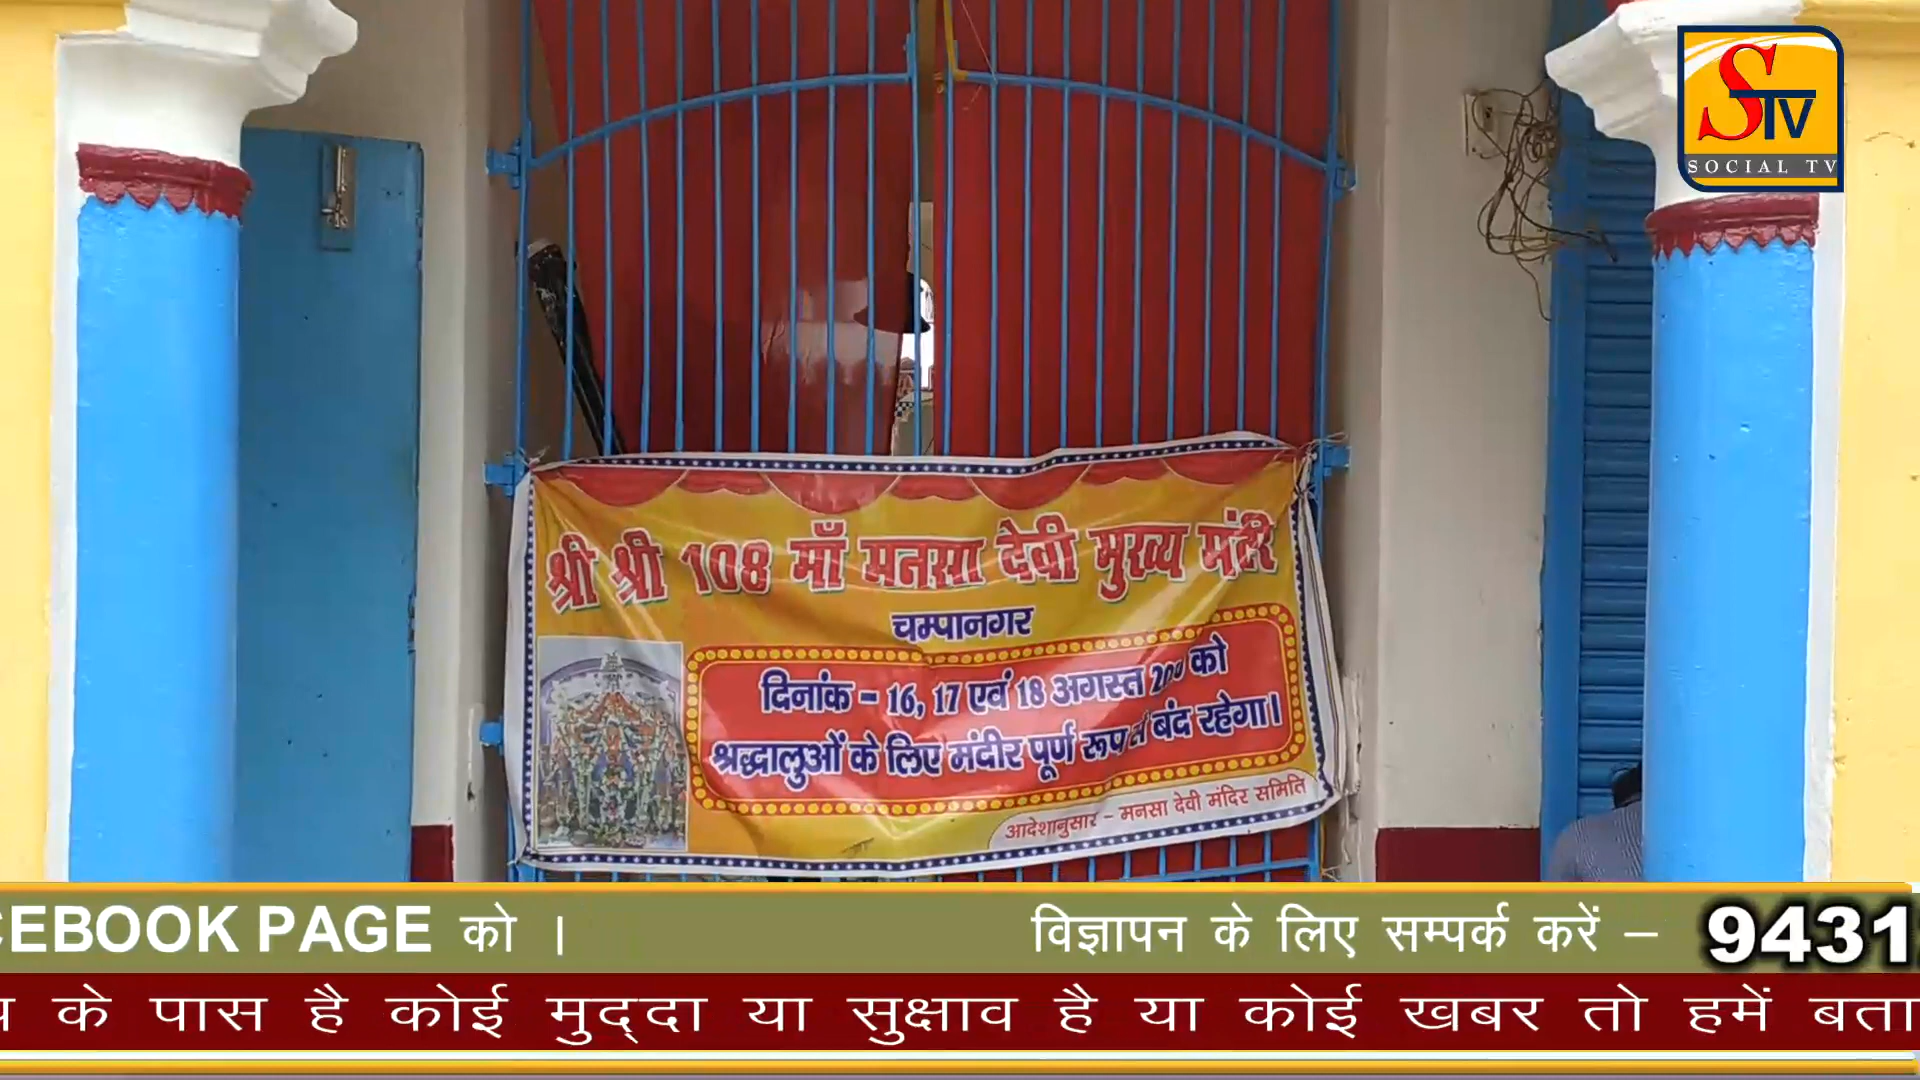 STV
SOCIAL TV
श्री श्री 108 माँ मनसा देवी मुख्य मंदिर
चम्पानगर
दिनांक - 16, 17 एवं 18 अगस्त को
श्रद्धालुओं के लिए मंदीर पूर्ण रूप बंद रहेगा।
आदेशानुसार - मनसा देवी मंदिर समिति
CEBOOK PAGE को । विज्ञापन के लिए सम्पर्क करें – 9431
के पास है कोई मुद्दा या सुक्षाव है या कोई खबर तो हमें बता